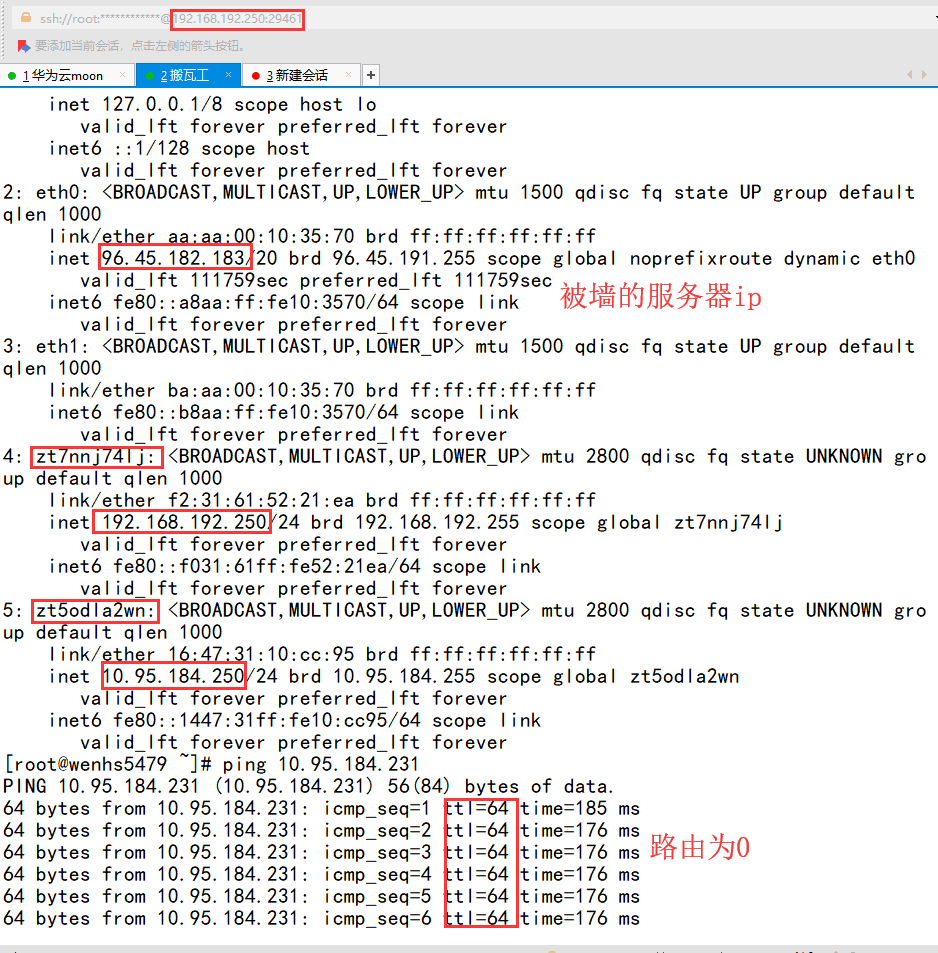 ssh://root:************@192.168.192.250:29461
要添加当前会话，点击左侧的箭头按钮。
1 华为云moon × 2 搬瓦工 × 3 新建会话 × +
inet 127.0.0.1/8 scope host lo
valid_lft forever preferred_lft forever
inet6 ::1/128 scope host
valid_lft forever preferred_lft forever
2: eth0: <BROADCAST,MULTICAST,UP,LOWER_UP> mtu 1500 qdisc fq state UP group default
qlen 1000
link/ether aa:aa:00:10:35:70 brd ff:ff:ff:ff:ff:ff
inet 96.45.182.183/20 brd 96.45.191.255 scope global noprefixroute dynamic eth0
valid_lft 111759sec preferred_lft 111759sec
被墙的服务器ip
inet6 fe80::a8aa:ff:fe10:3570/64 scope link
valid_lft forever preferred_lft forever
3: eth1: <BROADCAST,MULTICAST,UP,LOWER_UP> mtu 1500 qdisc fq state UP group default
qlen 1000
link/ether ba:aa:00:10:35:70 brd ff:ff:ff:ff:ff:ff
inet6 fe80::b8aa:ff:fe10:3570/64 scope link
valid_lft forever preferred_lft forever
4: zt7nnj74lj: <BROADCAST,MULTICAST,UP,LOWER_UP> mtu 2800 qdisc fq state UNKNOWN gro
up default qlen 1000
link/ether f2:31:61:52:21:ea brd ff:ff:ff:ff:ff:ff
inet 192.168.192.250/24 brd 192.168.192.255 scope global zt7nnj74lj
valid_lft forever preferred_lft forever
inet6 fe80::f031:61ff:fe52:21ea/64 scope link
valid_lft forever preferred_lft forever
5: zt5odla2wn: <BROADCAST,MULTICAST,UP,LOWER_UP> mtu 2800 qdisc fq state UNKNOWN gro
up default qlen 1000
link/ether 16:47:31:10:cc:95 brd ff:ff:ff:ff:ff:ff
inet 10.95.184.250/24 brd 10.95.184.255 scope global zt5odla2wn
valid_lft forever preferred_lft forever
inet6 fe80::1447:31ff:fe10:cc95/64 scope link
valid_lft forever preferred_lft forever
[root@wenhs5479 ~]# ping 10.95.184.231
PING 10.95.184.231 (10.95.184.231) 56(84) bytes of data.
64 bytes from 10.95.184.231: icmp_seq=1 ttl=64 time=185 ms
64 bytes from 10.95.184.231: icmp_seq=2 ttl=64 time=176 ms
64 bytes from 10.95.184.231: icmp_seq=3 ttl=64 time=176 ms
路由为0
64 bytes from 10.95.184.231: icmp_seq=4 ttl=64 time=176 ms
64 bytes from 10.95.184.231: icmp_seq=5 ttl=64 time=176 ms
64 bytes from 10.95.184.231: icmp_seq=6 ttl=64 time=176 ms